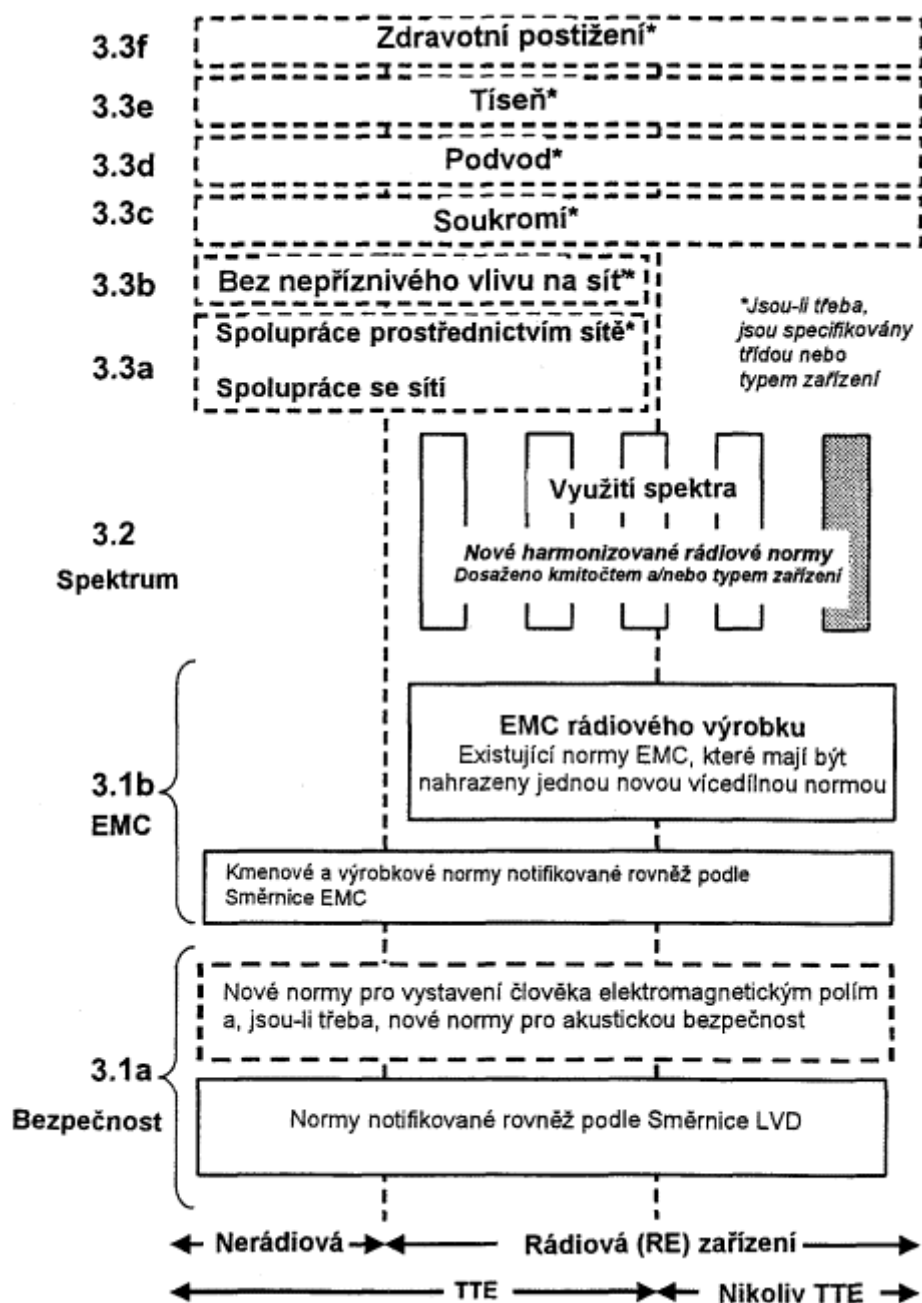 3.3f
Zdravotní postižení*
3.3e
Tíseň*
3.3d
Podvod*
3.3c
Soukromí*
3.3b
Bez nepříznivého vlivu na síť*
3.3a
Spolupráce prostřednictvím sítě*
Spolupráce se sítí
*Jsou-li třeba,
jsou specifikovány
třídou nebo
typem zařízení
3.2
Spektrum
Využití spektra
Nové harmonizované rádiové normy
Dosaženo kmitočtem a/nebo typem zařízení
3.1b
EMC
EMC rádiového výrobku
Existující normy EMC, které mají být
nahrazeny jednou novou vícedílnou normou
Kmenové a výrobkové normy notifikované rovněž podle
Směrnice EMC
3.1a
Bezpečnost
Nové normy pro vystavení člověka elektromagnetickým polím
a, jsou-li třeba, nové normy pro akustickou bezpečnost
Normy notifikované rovněž podle Směrnice LVD
Nerádiová
Rádiová (RE) zařízení
TTE
Nikoliv TTE